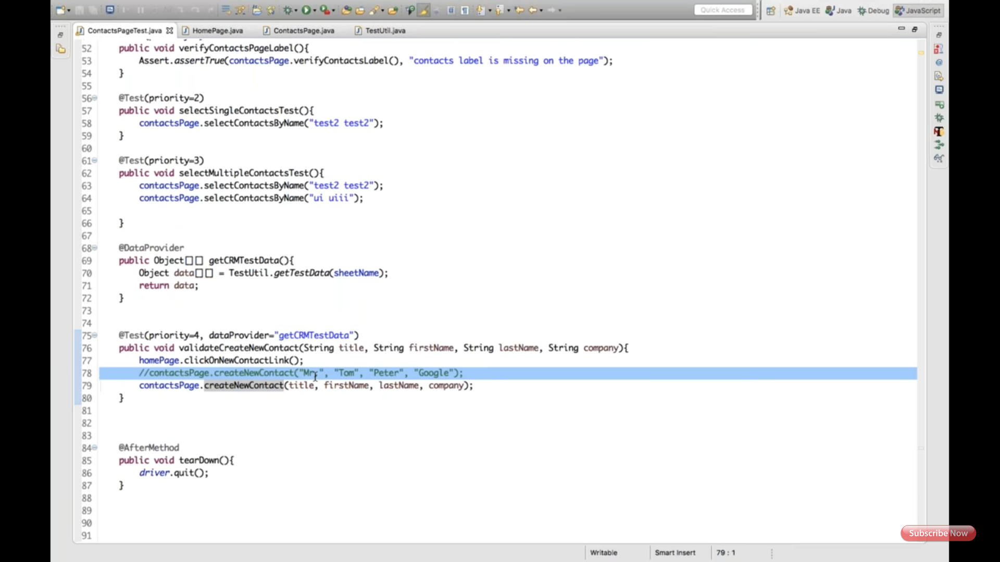 Quick Access
Java EE
Java
Debug
JavaScript
ContactsPageTest.java
HomePage.java
ContactsPage.java
TestUtil.java
52 public void verifyContactsPageLabel(){
53 Assert.assertTrue(contactsPage.verifyContactsLabel(), "contacts label is missing on the page");
54 }
55
56 @Test(priority=2)
57 public void selectSingleContactsTest(){
58 contactsPage.selectContactsByName("test2 test2");
59 }
60
61 @Test(priority=3)
62 public void selectMultipleContactsTest(){
63 contactsPage.selectContactsByName("test2 test2");
64 contactsPage.selectContactsByName("ui uiii");
65
66 }
67
68 @DataProvider
69 public Object[][] getCRMTestData(){
70 Object data[][] = TestUtil.getTestData(sheetName);
71 return data;
72 }
73
74
75 @Test(priority=4, dataProvider="getCRMTestData")
76 public void validateCreateNewContact(String title, String firstName, String lastName, String company){
77 homePage.clickOnNewContactLink();
78 //contactsPage.createNewContact("Mr.", "Tom", "Peter", "Google");
79 contactsPage.createNewContact(title, firstName, lastName, company);
80 }
81
82
83
84 @AfterMethod
85 public void tearDown(){
86 driver.quit();
87 }
88
89
90
91
Subscribe Now
Writable
Smart Insert
79 : 1